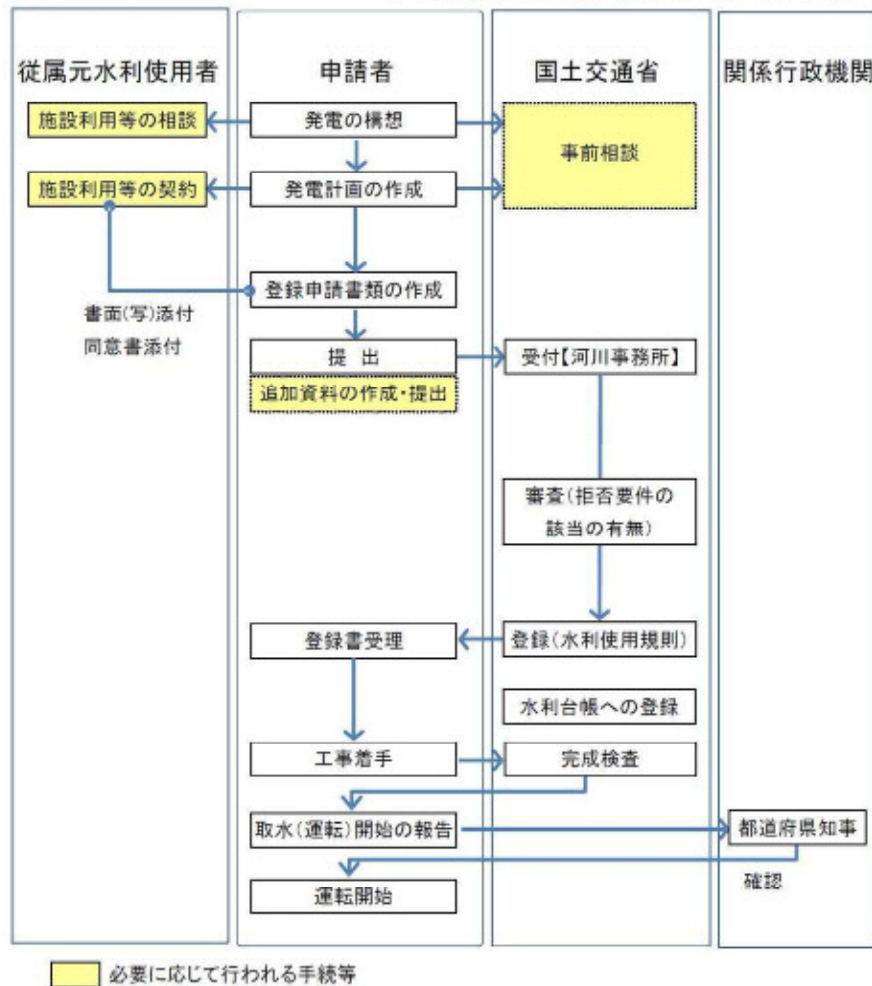 従属元水利使用者
申請者
国土交通省
関係行政機関
施設利用等の相談
発電の構想
事前相談
施設利用等の契約
発電計画の作成
登録申請書類の作成
書面(写)添付
同意書添付
提 出
受付【河川事務所】
追加資料の作成・提出
審査(拒否要件の
該当の有無)
登録書受理
登録(水利使用規則)
水利台帳への登録
工事着手
完成検査
取水(運転)開始の報告
都道府県知事
確認
運転開始
必要に応じて行われる手続等